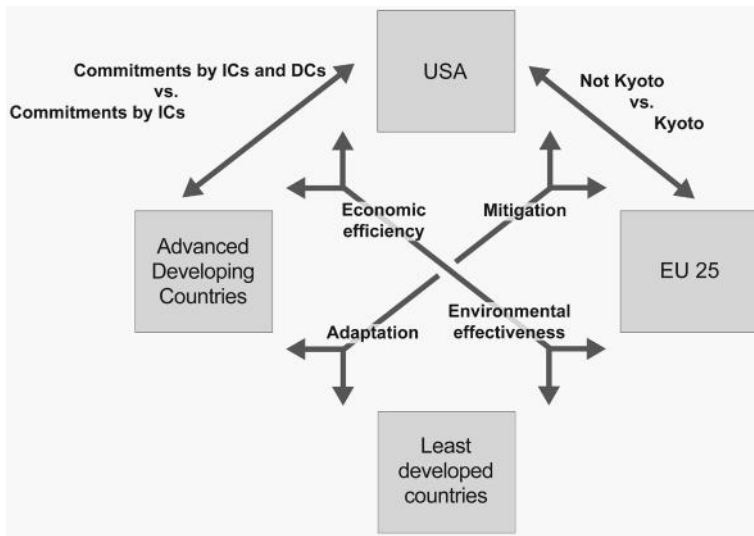 Commitments by ICs and DCs
vs.
Commitments by ICs
USA
Not Kyoto
vs.
Kyoto
Economic
efficiency
Mitigation
Advanced
Developing
Countries
EU 25
Adaptation
Environmental
effectiveness
Least
developed
countries